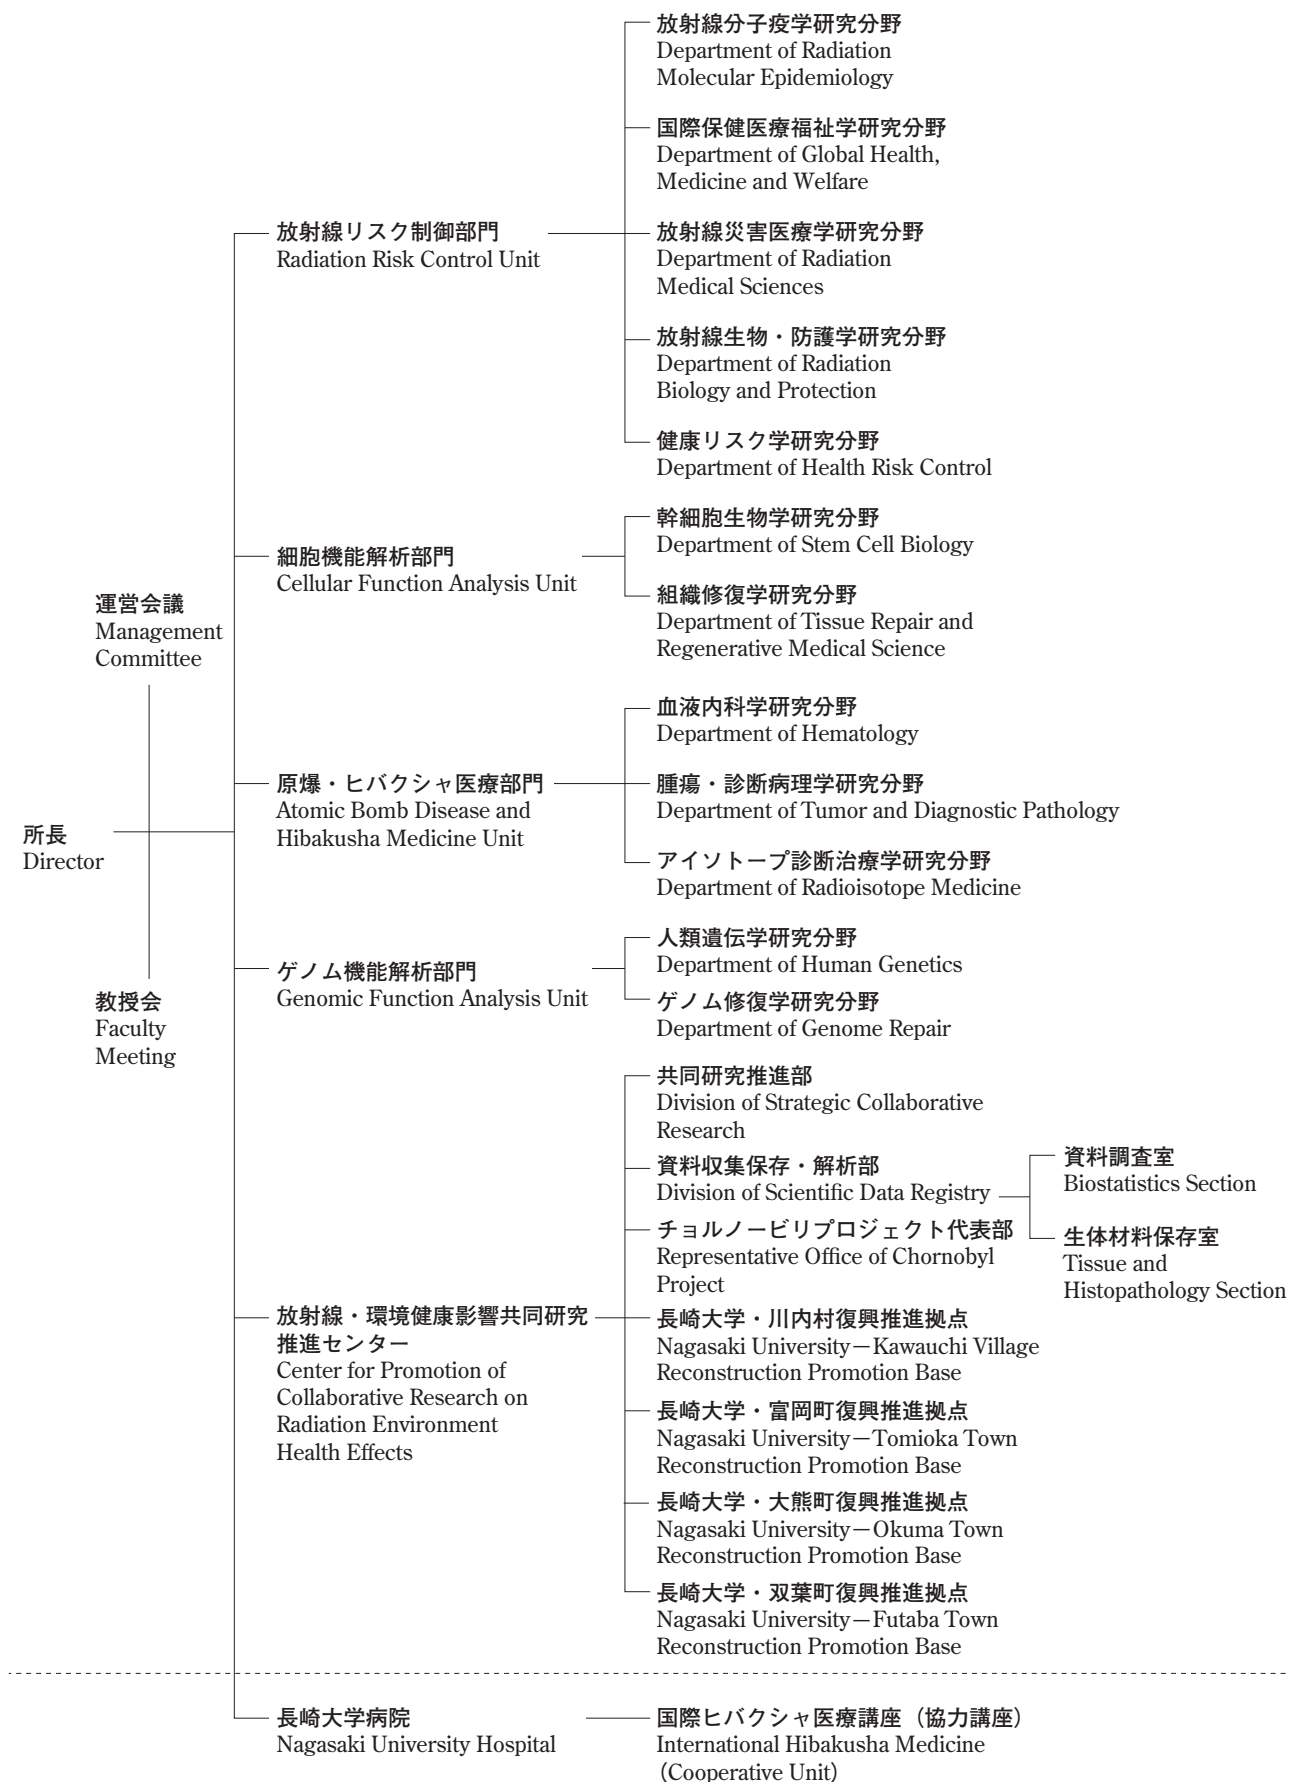 所長
Director
運営会議
Management
Committee
教授会
Faculty
Meeting
放射線リスク制御部門
Radiation Risk Control Unit
放射線分子疫学研究分野
Department of Radiation
Molecular Epidemiology
国際保健医療福祉学研究分野
Department of Global Health,
Medicine and Welfare
放射線災害医療学研究分野
Department of Radiation
Medical Sciences
放射線生物・防護学研究分野
Department of Radiation
Biology and Protection
健康リスク学研究分野
Department of Health Risk Control
細胞機能解析部門
Cellular Function Analysis Unit
幹細胞生物学研究分野
Department of Stem Cell Biology
組織修復学研究分野
Department of Tissue Repair and
Regenerative Medical Science
原爆・ヒバクシャ医療部門
Atomic Bomb Disease and
Hibakusha Medicine Unit
血液内科学研究分野
Department of Hematology
腫瘍・診断病理学研究分野
Department of Tumor and Diagnostic Pathology
アイソトープ診断治療学研究分野
Department of Radioisotope Medicine
ゲノム機能解析部門
Genomic Function Analysis Unit
人類遺伝学研究分野
Department of Human Genetics
ゲノム修復学研究分野
Department of Genome Repair
放射線・環境健康影響共同研究
推進センター
Center for Promotion of
Collaborative Research on
Radiation Environment
Health Effects
共同研究推進部
Division of Strategic Collaborative
Research
資料収集保存・解析部
Division of Scientific Data Registry
資料調査室
Biostatistics Section
生体材料保存室
Tissue and
Histopathology Section
チョルノービリプロジェクト代表部
Representative Office of Chornobyl
Project
長崎大学・川内村復興推進拠点
Nagasaki University－Kawauchi Village
Reconstruction Promotion Base
長崎大学・富岡町復興推進拠点
Nagasaki University－Tomioka Town
Reconstruction Promotion Base
長崎大学・大熊町復興推進拠点
Nagasaki University－Okuma Town
Reconstruction Promotion Base
長崎大学・双葉町復興推進拠点
Nagasaki University－Futaba Town
Reconstruction Promotion Base
長崎大学病院
Nagasaki University Hospital
国際ヒバクシャ医療講座（協力講座）
International Hibakusha Medicine
(Cooperative Unit)